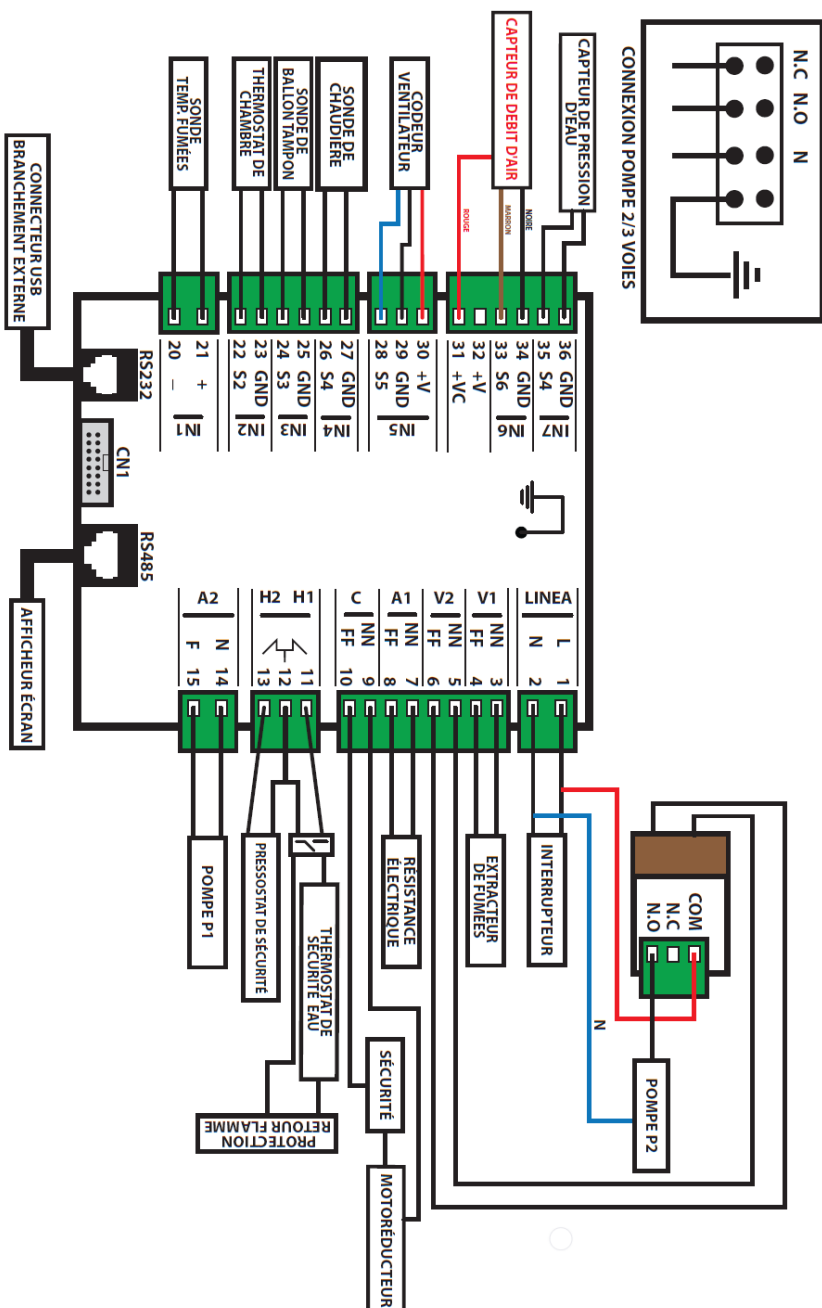 N.C N.O N
CONNEXION POMPE 2/3 VOIES
CAPTEUR DE PRESSION
D'EAU
CAPTEUR DE DEBIT D'AIR
NOIRE
MARRON
ROUGE
CODEUR
VENTILATEUR
SONDE DE
CHAUDIÈRE
SONDE DE
BALLON TAMPON
THERMOSTAT DE
CHAMBRE
SONDE
TEMP. FUMÉES
CONNECTEUR USB
BRANCHEMENT EXTERNE
36 GND
35 S4
IN7
34 GND
33 S6
IN6
32 +V
31 +VC
30 +V
29 GND
28 S5
IN5
27 GND
26 S4
IN4
25 GND
24 S3
IN3
23 GND
22 S2
IN2
21 +
20 –
IN1
RS232
CN1
RS485
AFFICHEUR ÉCRAN
LINEA
L 1
N 2
V1
NN 3
FF 4
V2
NN 5
FF 6
A1
NN 7
FF 8
C
NN 9
FF 10
H2 H1
11
12
13
A2
N 14
F 15
COM
N.C
N.O
N
POMPE P2
INTERRUPTEUR
EXTRACTEUR
DE FUMÉES
RÉSISTANCE
ÉLECTRIQUE
SÉCURITÉ
MOTORÉDUCTEUR
THERMOSTAT DE
SÉCURITÉ EAU
PROTECTION
RETOUR FLAMME
PRESSOSTAT DE SÉCURITÉ
POMPE P1